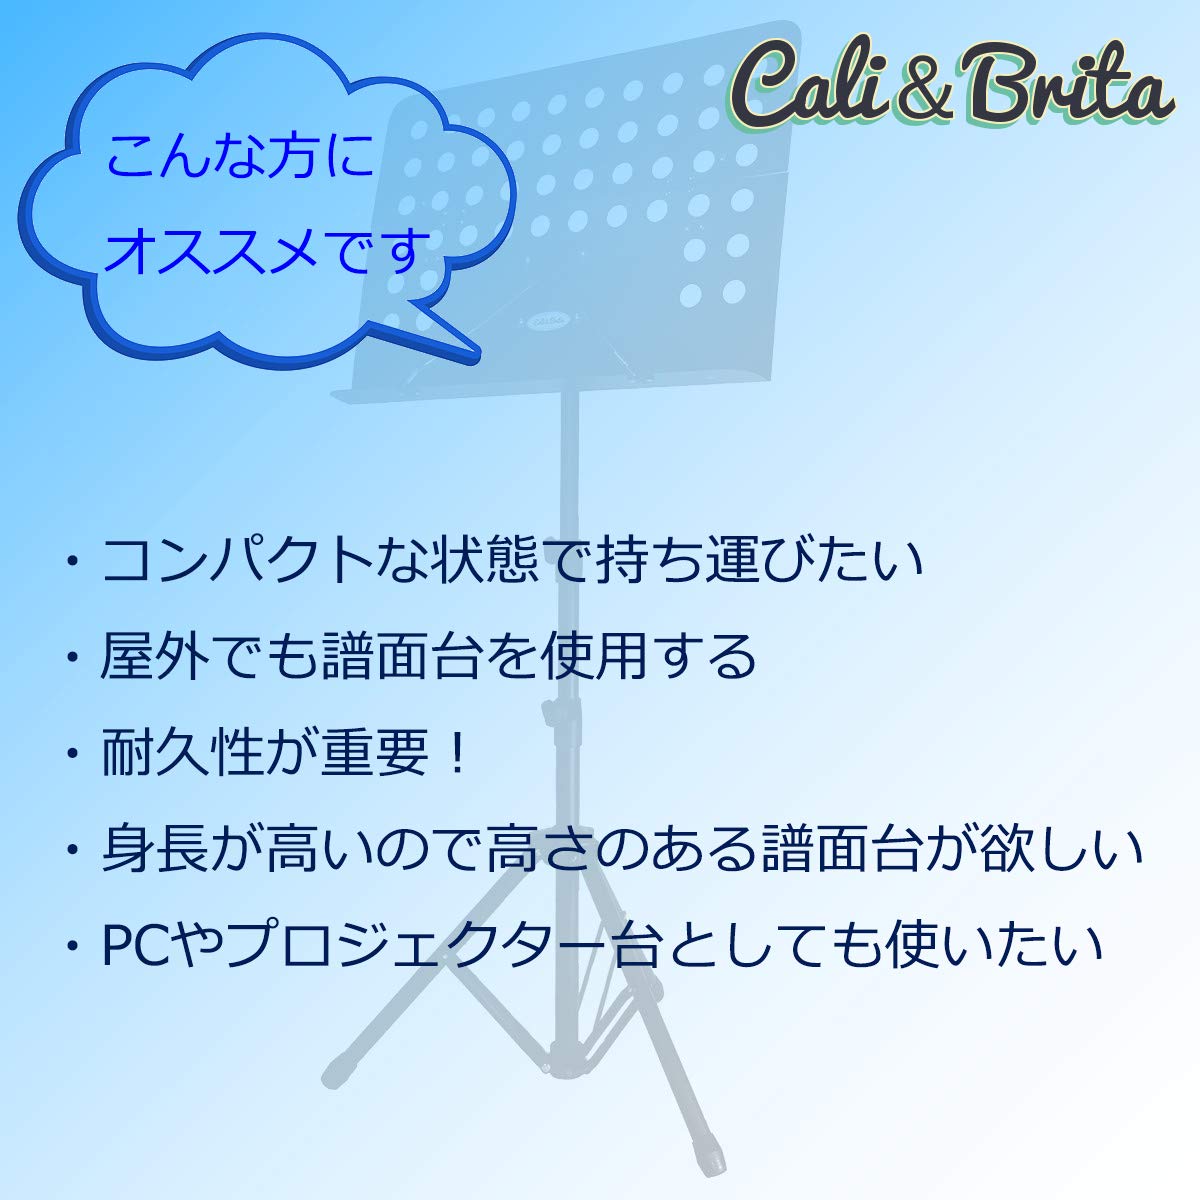 Cali & Brita
こんな方に
オススメです
・コンパクトな状態で持ち運びたい
・屋外でも譜面台を使用する
・耐久性が重要！
・身長が高いので高さのある譜面台が欲しい
・PCやプロジェクター台としても使いたい